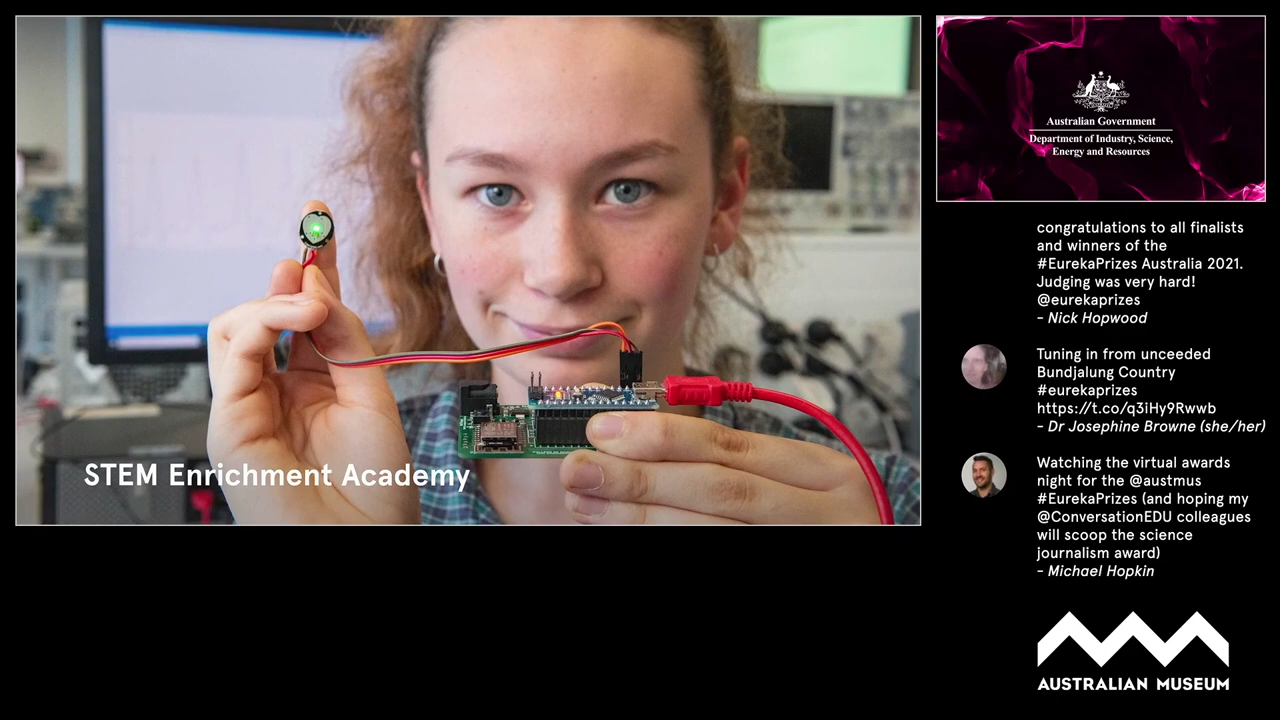 STEM Enrichment Academy
Australian Government
Department of Industry, Science,
Energy and Resources
congratulations to all finalists
and winners of the
#EurekaPrizes Australia 2021.
Judging was very hard!
@eurekaprizes
- Nick Hopwood
Tuning in from unceeded
Bundjalung Country
#eurekaprizes
https://t.co/q3iHy9Rwwb
- Dr Josephine Browne (she/her)
Watching the virtual awards
night for the @austmus
#EurekaPrizes (and hoping my
@ConversationEDU colleagues
will scoop the science
journalism award)
- Michael Hopkin
AUSTRALIAN MUSEUM